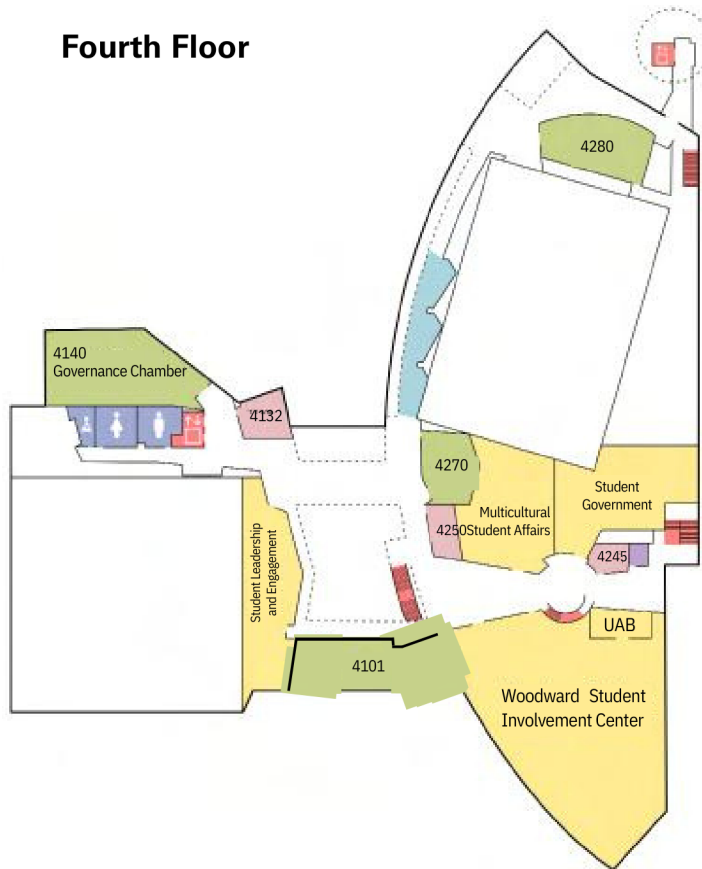 Fourth Floor
4280
4140
Governance Chamber
4132
4270
Student
Government
Multicultural
4250Student Affairs
4245
Student Leadership
and Engagement
UAB
4101
Woodward Student
Involvement Center